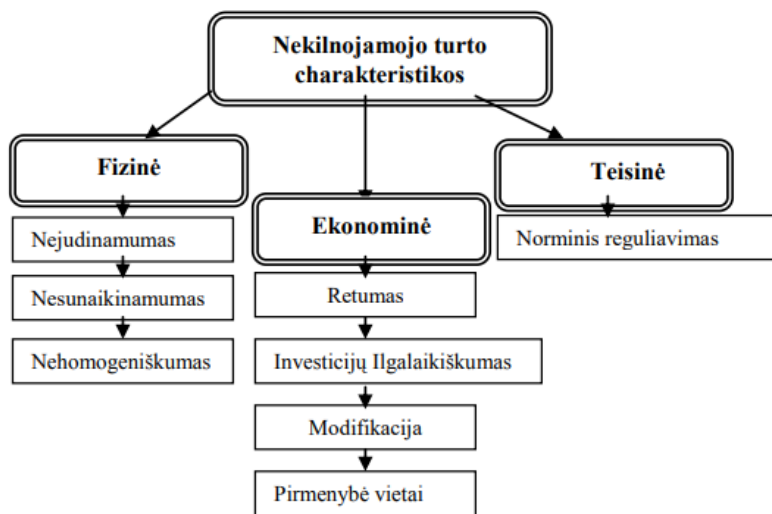 Nekilnojamojo turto
charakteristikos
Fizinė
Nejudinamumas
Nesunaikinamumas
Nehomogeniškumas
Ekonominė
Retumas
Investicijų Ilgalaikiškumas
Modifikacija
Pirmenybė vietai
Teisinė
Norminis reguliavimas